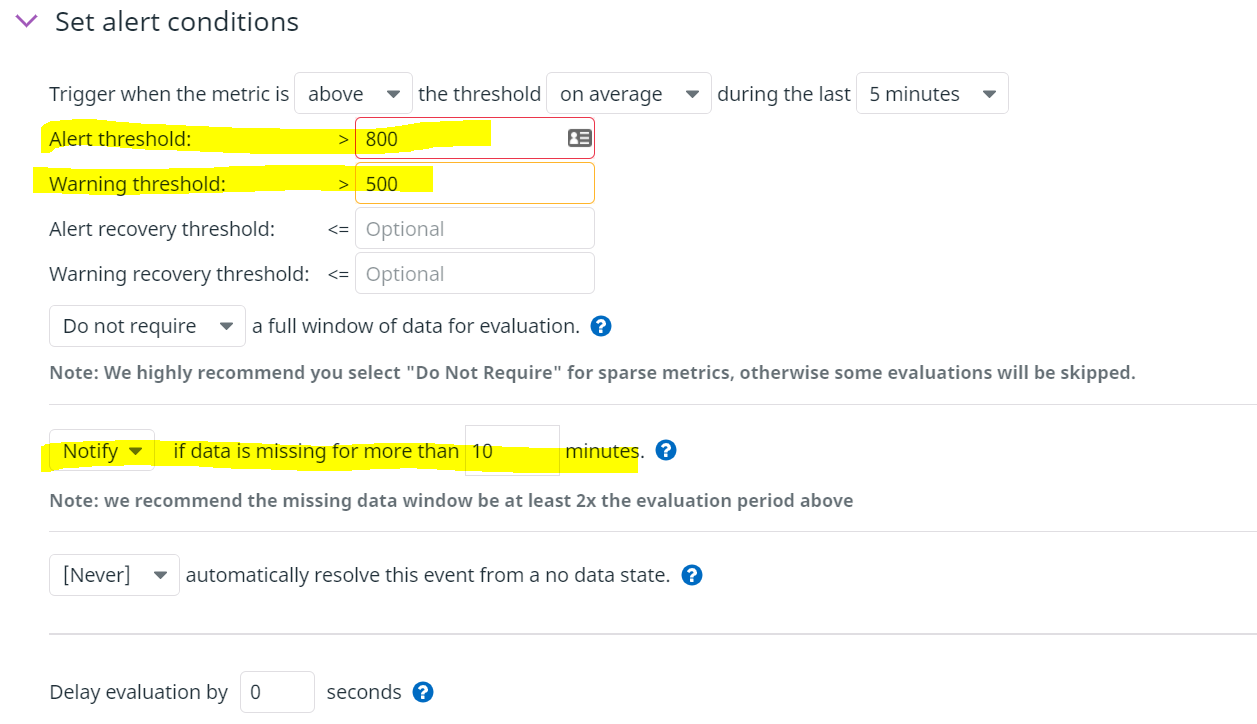 Set alert conditions
Trigger when the metric is above the threshold on average during the last 5 minutes
Alert threshold: > 800
Warning threshold: > 500
Alert recovery threshold: <= Optional
Warning recovery threshold: <= Optional
Do not require a full window of data for evaluation. ?
Note: We highly recommend you select "Do Not Require" for sparse metrics, otherwise some evaluations will be skipped.
Notify if data is missing for more than 10 minutes. ?
Note: we recommend the missing data window be at least 2x the evaluation period above
[Never] automatically resolve this event from a no data state. ?
Delay evaluation by 0 seconds ?